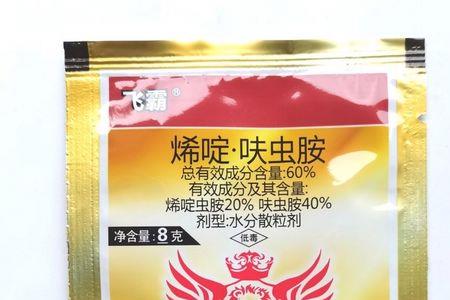 飞霸®
烯啶·呋虫胺
总有效成分含量:60%
有效成分及其含量:
烯啶虫胺20% 呋虫胺40%
剂型:水分散粒剂
净含量:8克
低毒